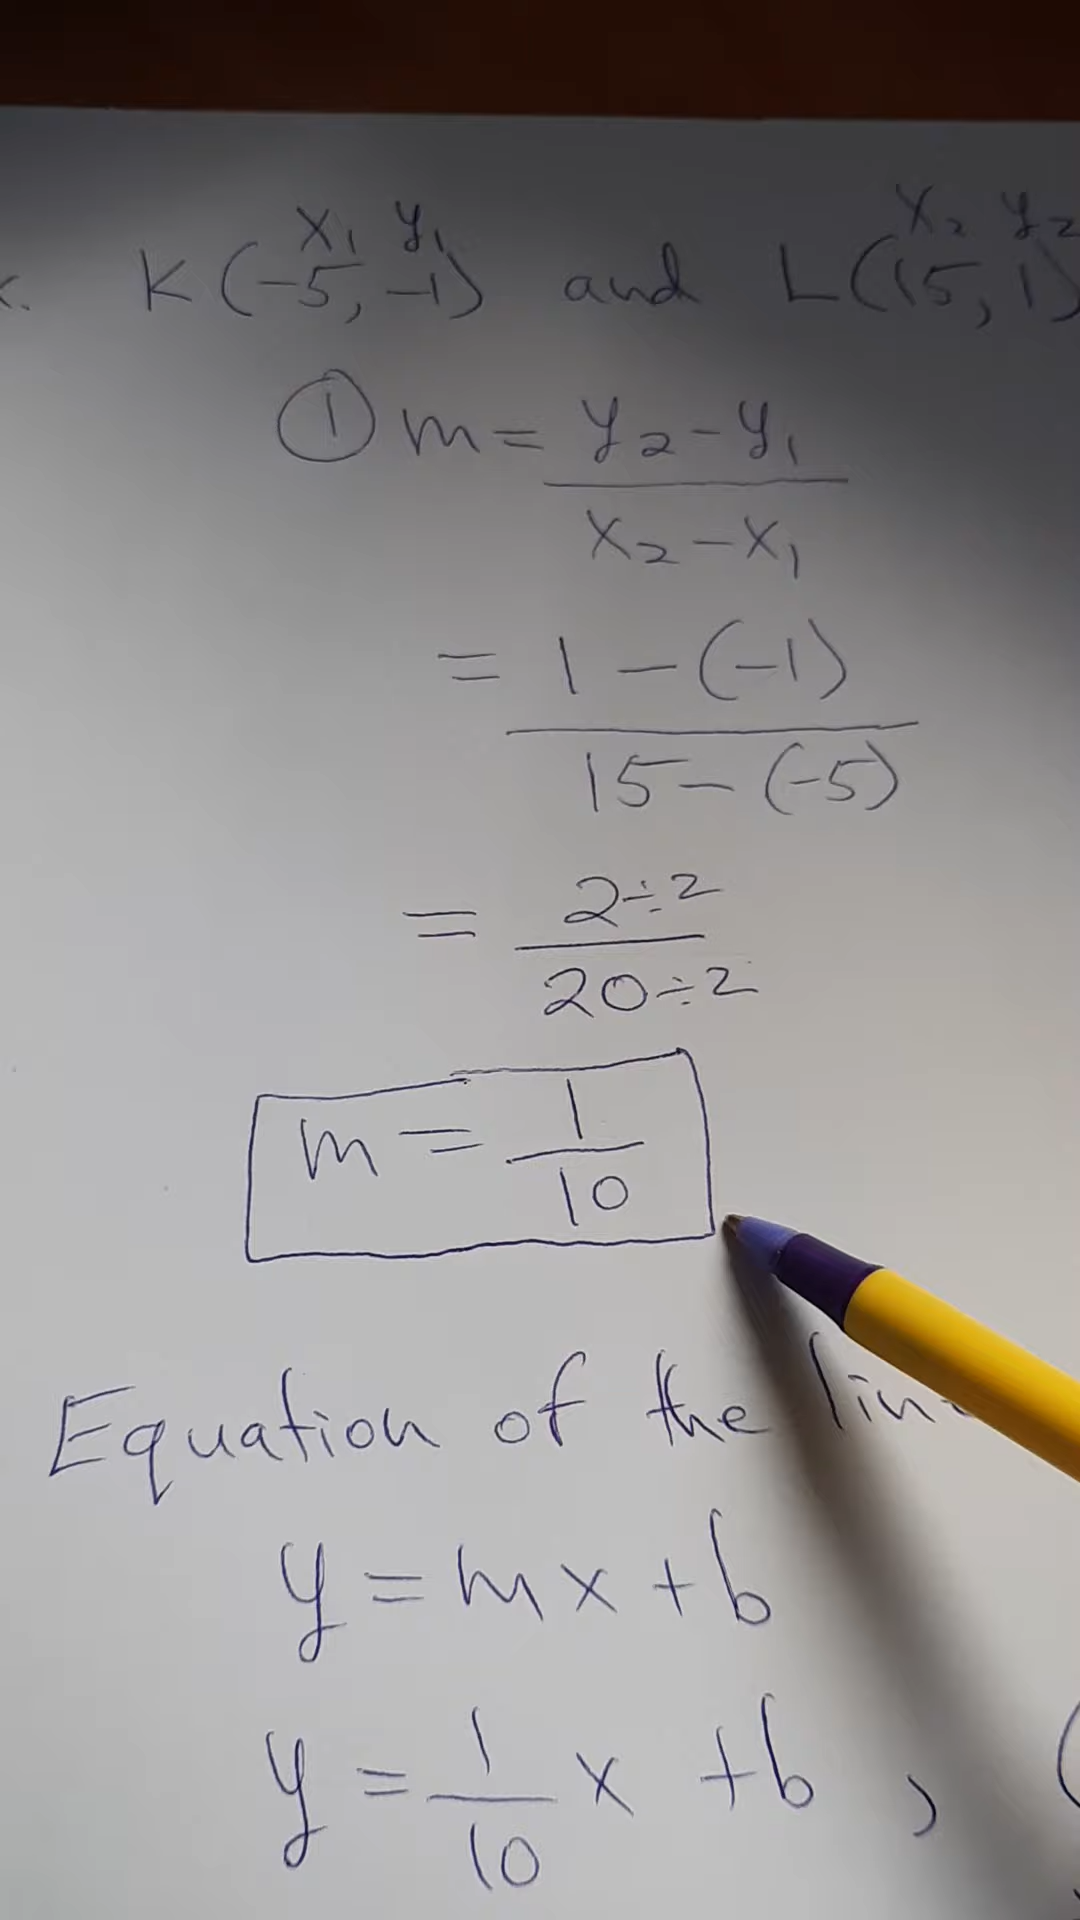 x₁ y₁ x₂ y₂
K(-5, -1) and L(15, 1)
① m = y₂ - y₁
x₂ - x₁
= 1 - (-1)
15 - (-5)
= 2÷2
20÷2
m = 1
10
Equation of the line
y = mx + b
y = 1/10 x + b , (